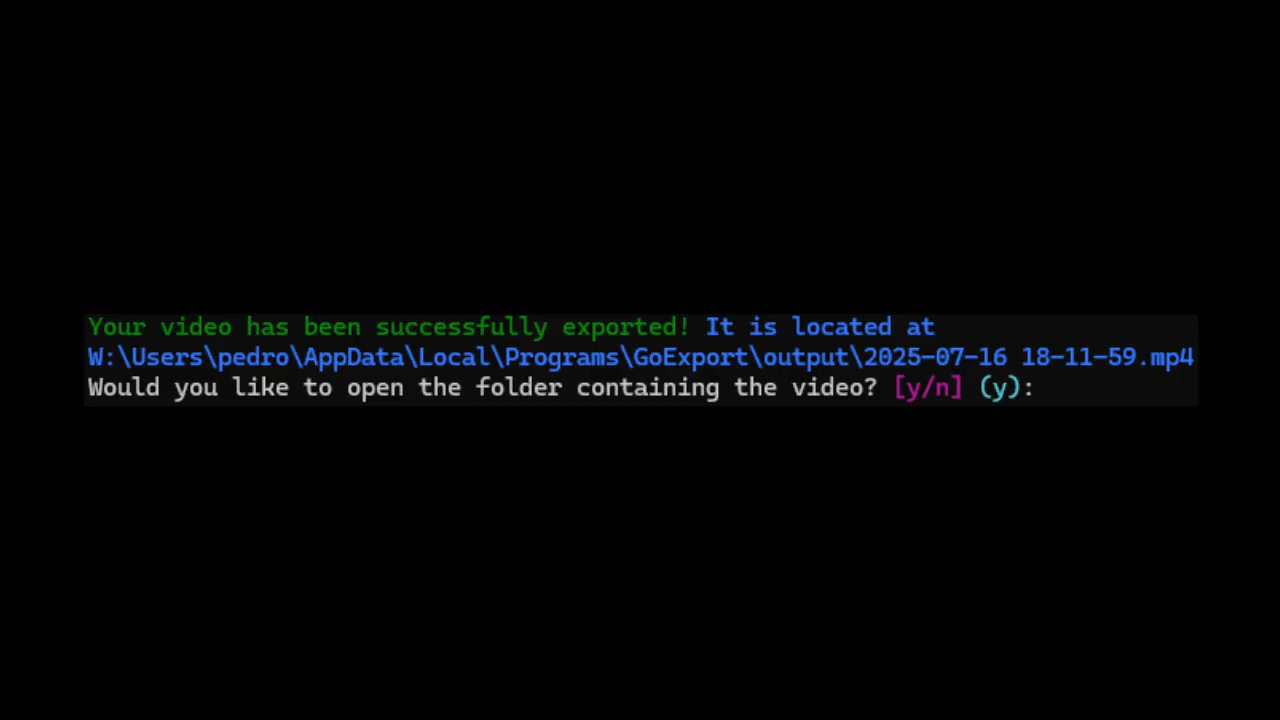 Your video has been successfully exported! It is located at
W:\Users\pedro\AppData\Local\Programs\GoExport\output\2025-07-16 18-11-59.mp4
Would you like to open the folder containing the video? [y/n] (y):